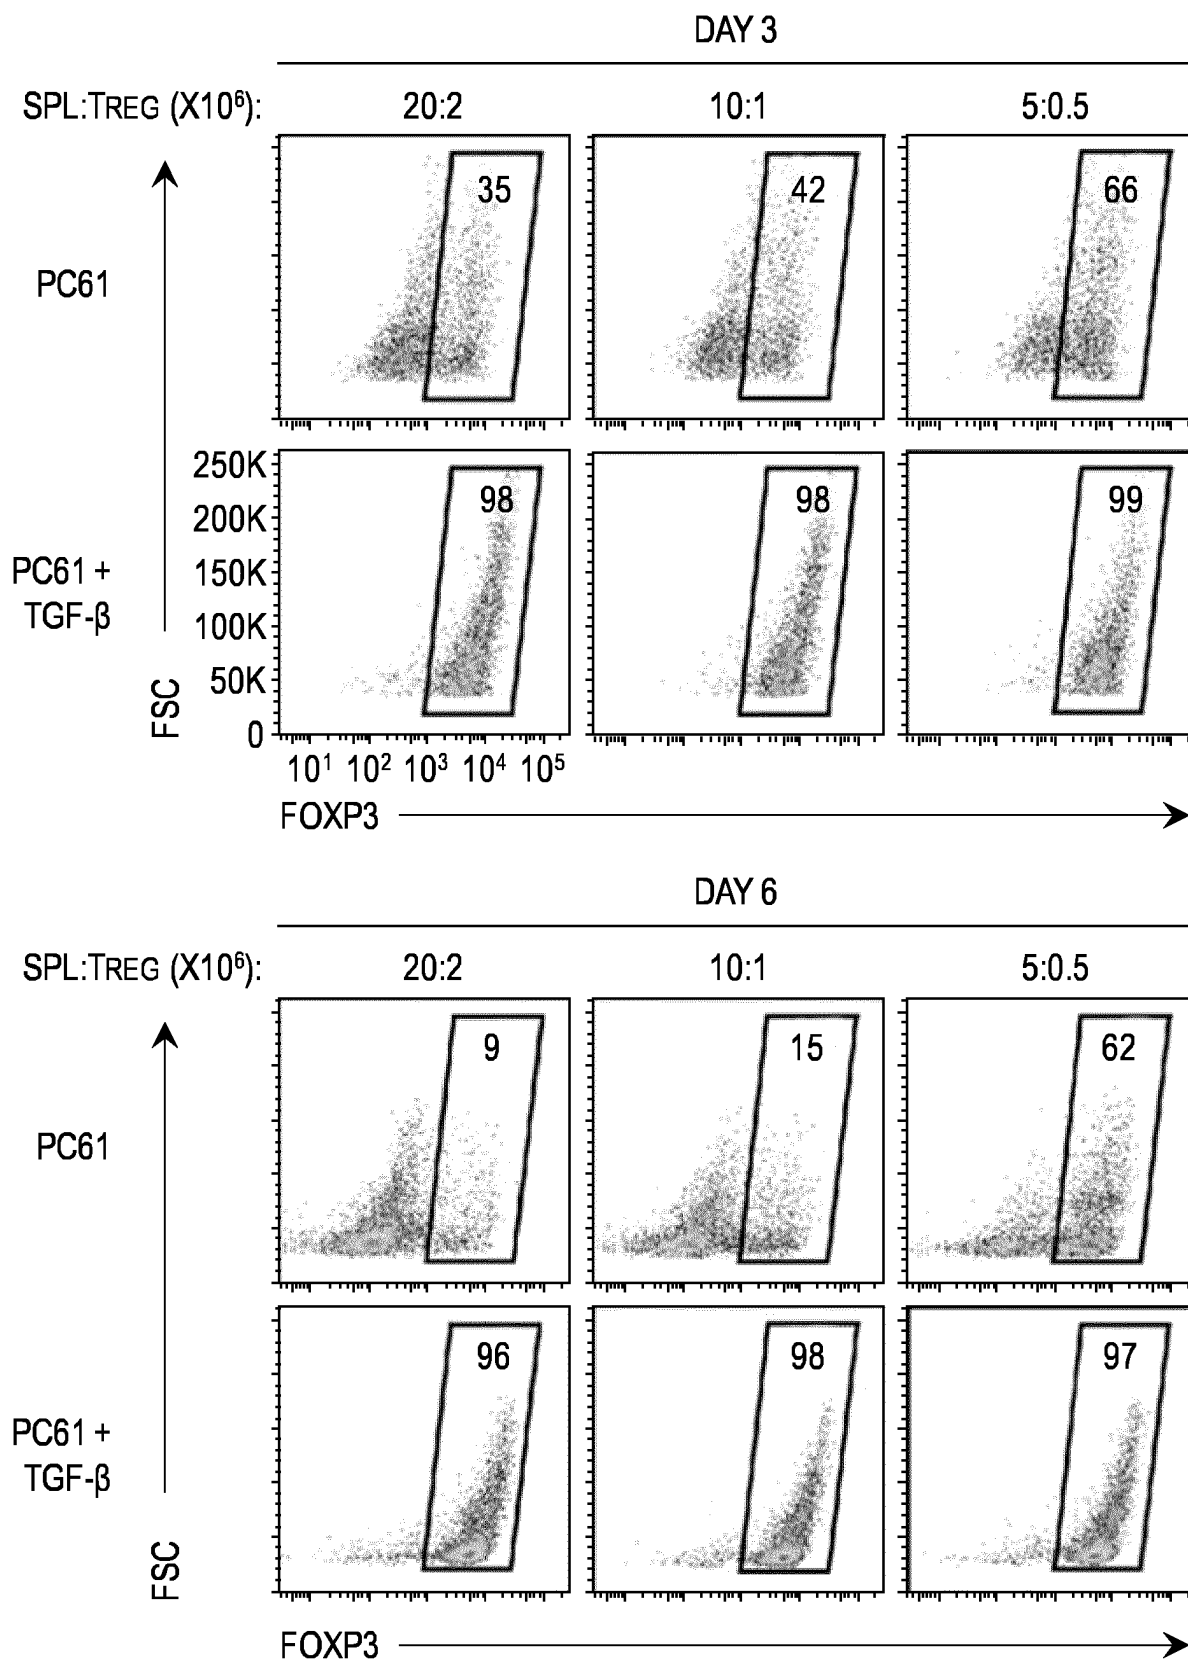 DAY 3
SPL:TREG (X10⁶): 20:2 10:1 5:0.5
PC61
35 42 66
PC61 +
TGF-β
98 98 99
250K
200K
150K
100K
50K
0
FSC
10¹ 10² 10³ 10⁴ 10⁵
FOXP3
DAY 6
SPL:TREG (X10⁶): 20:2 10:1 5:0.5
PC61
9 15 62
PC61 +
TGF-β
96 98 97
FSC
FOXP3